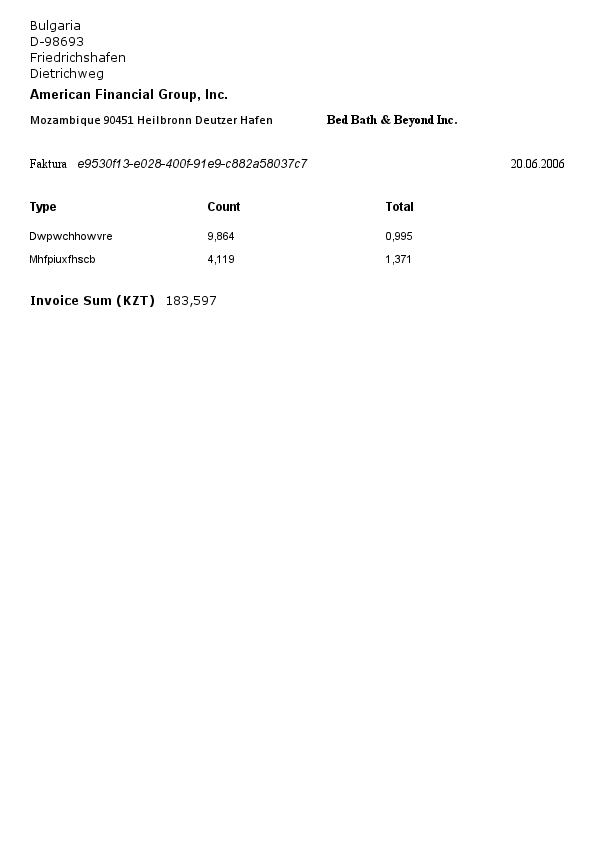 Bulgaria
D-98693
Friedrichshafen
Dietrichweg
American Financial Group, Inc.
Mozambique 90451 Heilbronn Deutzer Hafen Bed Bath & Beyond Inc.
Faktura e9530f13-e028-400f-91e9-c882a58037c7 20.06.2006
Type Count Total
Dwpwchhowvre 9,864 0,995
Mhfpiuxfhscb 4,119 1,371
Invoice Sum (KZT) 183,597